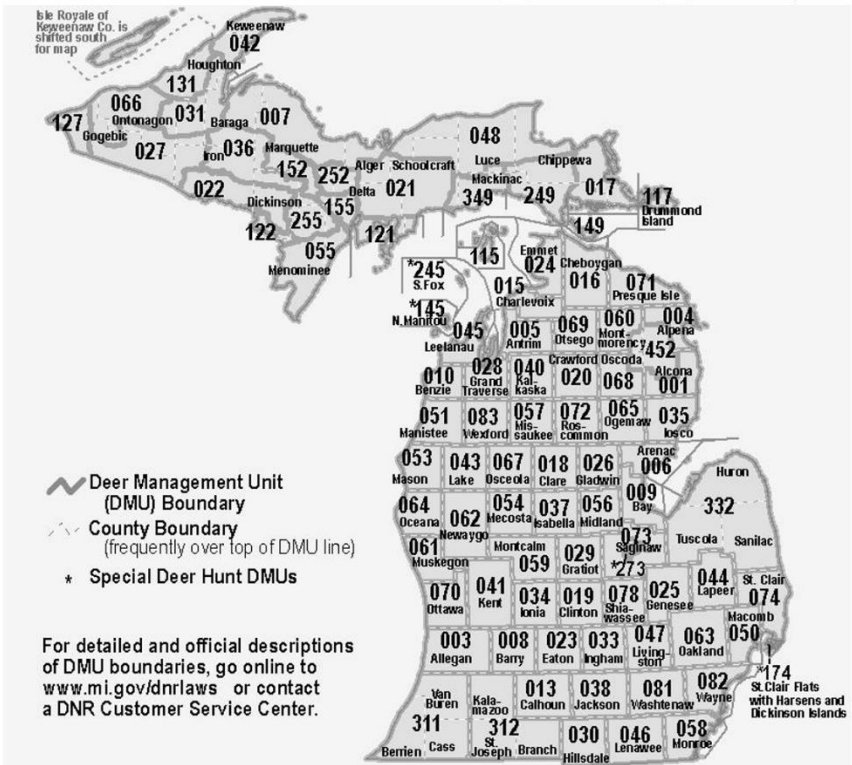 Isle Royale of
Keweenaw Co. is
shifted south
for map
Keweenaw
042
Houghton
131
066
Ontonagon
031
Baraga
007
127
Gogebic
027
Iron
036
Marquette
152
252
Alger
Schoolcraft
048
Luce
Chippewa
Mackinac
022
Dickinson
Delta
021
349
249
017
117
Drummond
Island
255
155
122
121
149
055
Menominee
115
Emmet
024
Cheboygan
016
*245
S.Fox
015
Charlevoix
071
Presque Isle
*145
N.Manitou
045
Leelanau
005
Antrim
069
Otsego
060
Mont-
morency
004
Alpena
452
028
Grand
Traverse
040
Kal-
kaska
Crawford
020
Oscoda
068
Alcona
001
010
Benzie
051
Manistee
083
Wexford
057
Mis-
saukee
072
Ros-
common
065
Ogemaw
035
Iosco
Arenac
006
053
Mason
043
Lake
067
Osceola
018
Clare
026
Gladwin
009
Bay
Huron
332
Tuscola
Sanilac
064
Oceana
062
Newaygo
054
Mecosta
037
Isabella
056
Midland
073
Saginaw
*273
061
Muskegon
Montcalm
059
029
Gratiot
070
Ottawa
041
Kent
034
Ionia
019
Clinton
078
Shia-
wassee
025
Genesee
044
Lapeer
St. Clair
074
Macomb
050
003
Allegan
008
Barry
023
Eaton
033
Ingham
047
Living-
ston
063
Oakland
*174
St.Clair Flats
with Harsens and
Dickinson Islands
Van
Buren
Kala-
mazoo
013
Calhoun
038
Jackson
081
Washtenaw
082
Wayne
311
Berrien
Cass
312
St.
Joseph
Branch
030
Hillsdale
046
Lenawee
058
Monroe
Deer Management Unit
(DMU) Boundary
County Boundary
(frequently over top of DMU line)
* Special Deer Hunt DMUs
For detailed and official descriptions
of DMU boundaries, go online to
www.mi.gov/dnrlaws or contact
a DNR Customer Service Center.